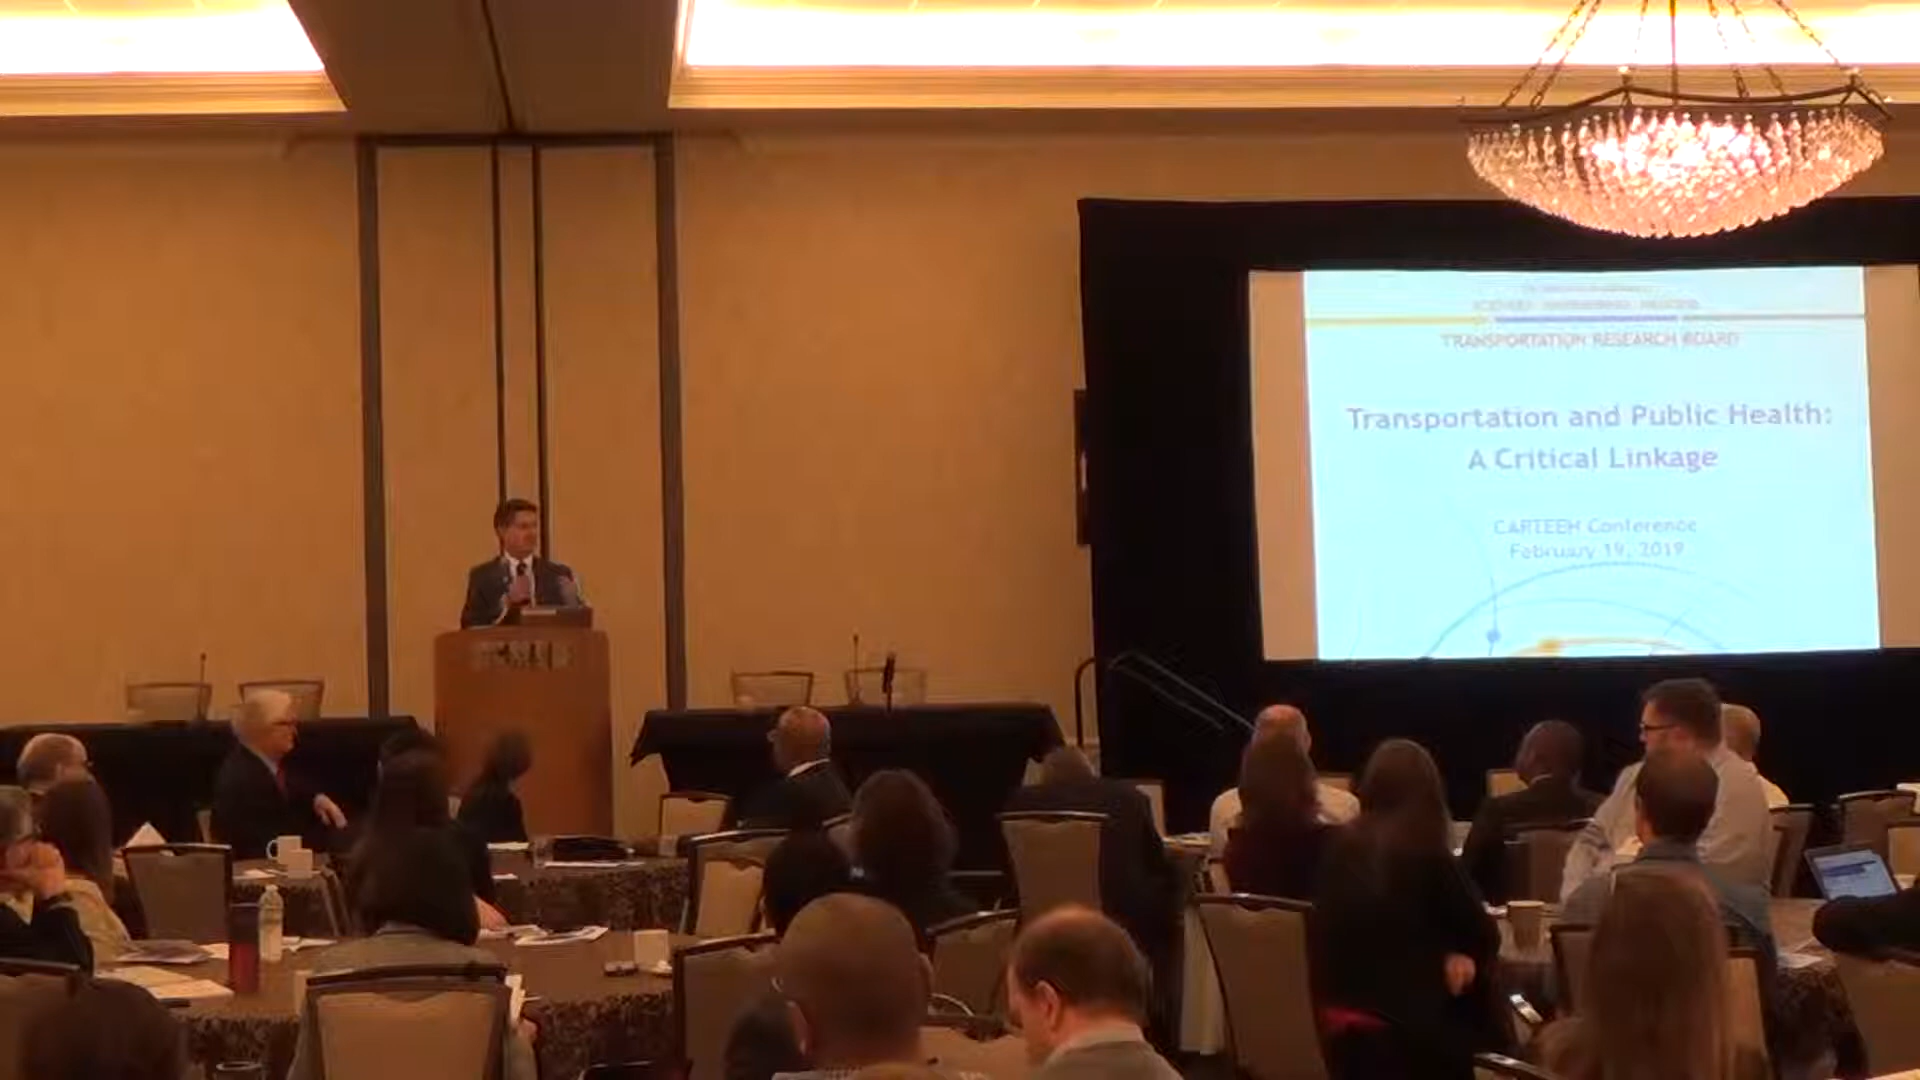 TRANSPORTATION RESEARCH BOARD
Transportation and Public Health:
A Critical Linkage
CARTEEH Conference
February 19, 2019